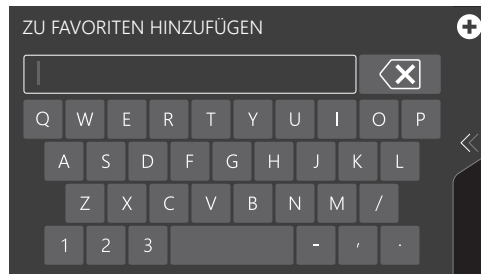 ZU FAVORITEN HINZUFÜGEN
Q W E R T Y U I O P
A S D F G H J K L
Z X C V B N M /
1 2 3 - , .